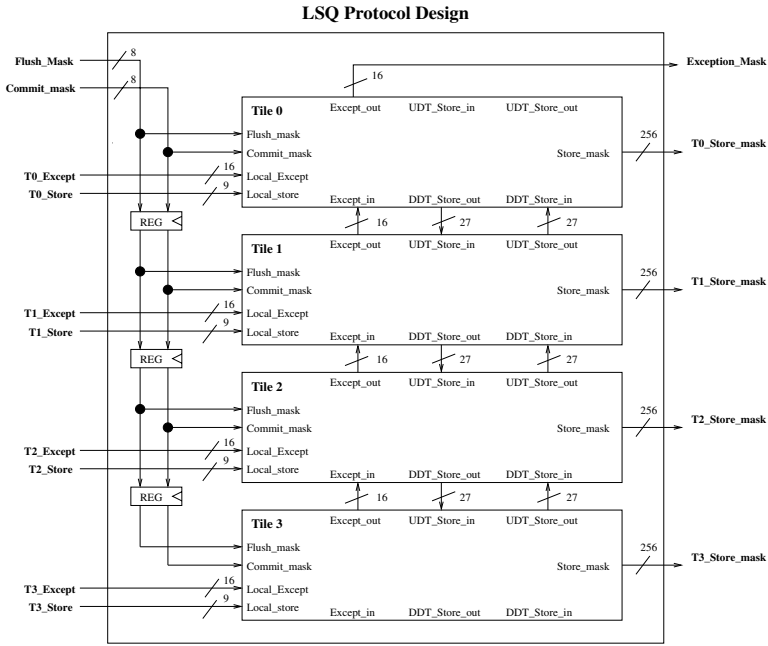 LSQ Protocol Design
Flush_Mask
8
Commit_mask
8
16
Exception_Mask
Tile 0
Except_out
UDT_Store_in
UDT_Store_out
Flush_mask
Commit_mask
Store_mask
256
T0_Store_mask
T0_Except
16
Local_Except
T0_Store
9
Local_store
Except_in
DDT_Store_out
DDT_Store_in
REG
16
27
27
Tile 1
Except_out
UDT_Store_in
UDT_Store_out
Flush_mask
Commit_mask
Store_mask
256
T1_Store_mask
T1_Except
16
Local_Except
T1_Store
9
Local_store
Except_in
DDT_Store_out
DDT_Store_in
REG
16
27
27
Tile 2
Except_out
UDT_Store_in
UDT_Store_out
Flush_mask
Commit_mask
Store_mask
256
T2_Store_mask
T2_Except
16
Local_Except
T2_Store
9
Local_store
Except_in
DDT_Store_out
DDT_Store_in
REG
16
27
27
Tile 3
Except_out
UDT_Store_in
UDT_Store_out
Flush_mask
Commit_mask
Store_mask
256
T3_Store_mask
T3_Except
16
Local_Except
T3_Store
9
Local_store
Except_in
DDT_Store_out
DDT_Store_in